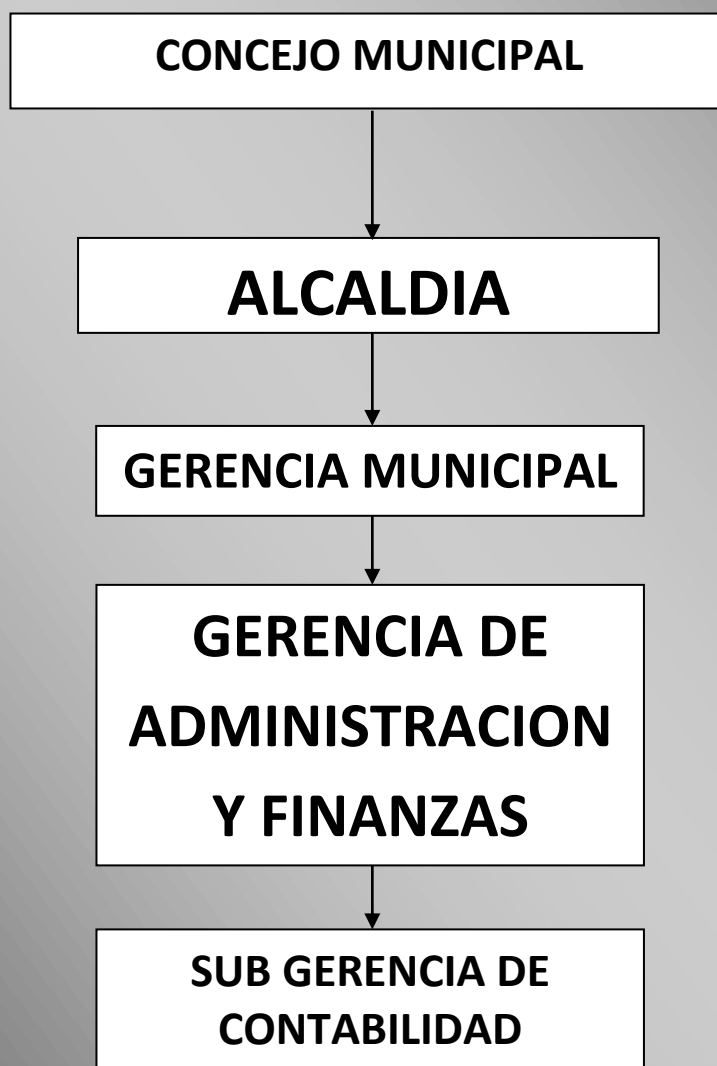 CONCEJO MUNICIPAL
ALCALDIA
GERENCIA MUNICIPAL
GERENCIA DE
ADMINISTRACION
Y FINANZAS
SUB GERENCIA DE
CONTABILIDAD